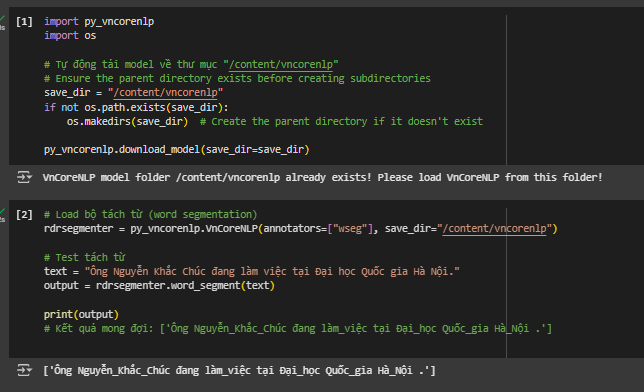 [1] import py_vncorenlp
import os
# Tự động tải model về thư mục "/content/vncorenlp"
# Ensure the parent directory exists before creating subdirectories
save_dir = "/content/vncorenlp"
if not os.path.exists(save_dir):
    os.makedirs(save_dir)  # Create the parent directory if it doesn't exist
py_vncorenlp.download_model(save_dir=save_dir)
VnCoreNLP model folder /content/vncorenlp already exists! Please load VnCoreNLP from this folder!
[2] # Load bộ tách từ (word segmentation)
rdrsegmenter = py_vncorenlp.VnCoreNLP(annotators=["wseg"], save_dir="/content/vncorenlp")
# Test tách từ
text = "Ông Nguyễn Khắc Chúc đang làm việc tại Đại học Quốc gia Hà Nội."
output = rdrsegmenter.word_segment(text)
print(output)
# Kết quả mong đợi: ['Ông Nguyễn_Khắc_Chúc đang làm_việc tại Đại_học Quốc_gia Hà_Nội .']
['Ông Nguyễn_Khắc_Chúc đang làm_việc tại Đại_học Quốc_gia Hà_Nội .']